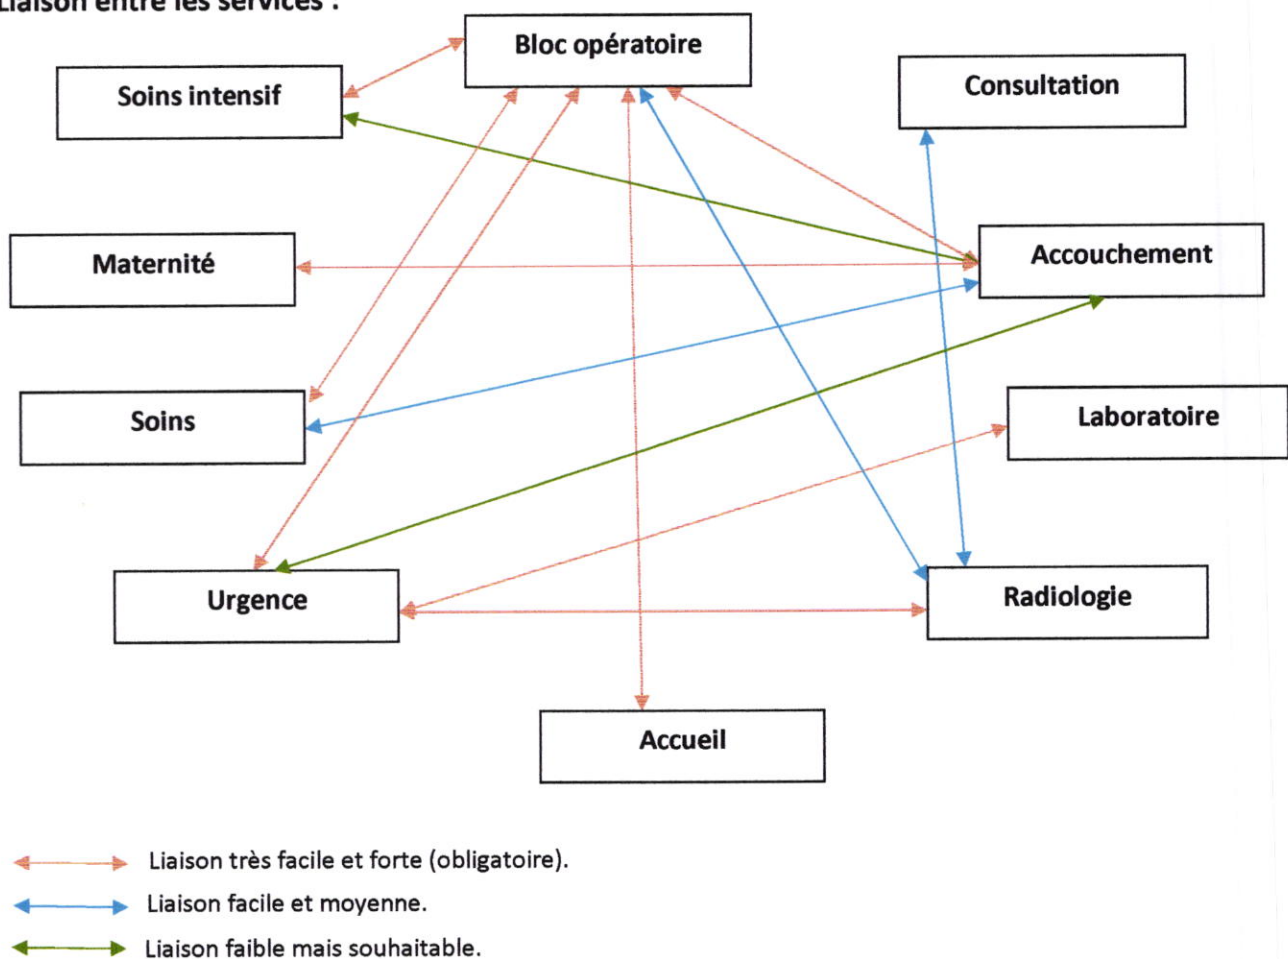 Liaison entre les services :
Bloc opératoire
Soins intensif
Consultation
Maternité
Accouchement
Soins
Laboratoire
Urgence
Radiologie
Accueil
Liaison très facile et forte (obligatoire).
Liaison facile et moyenne.
Liaison faible mais souhaitable.